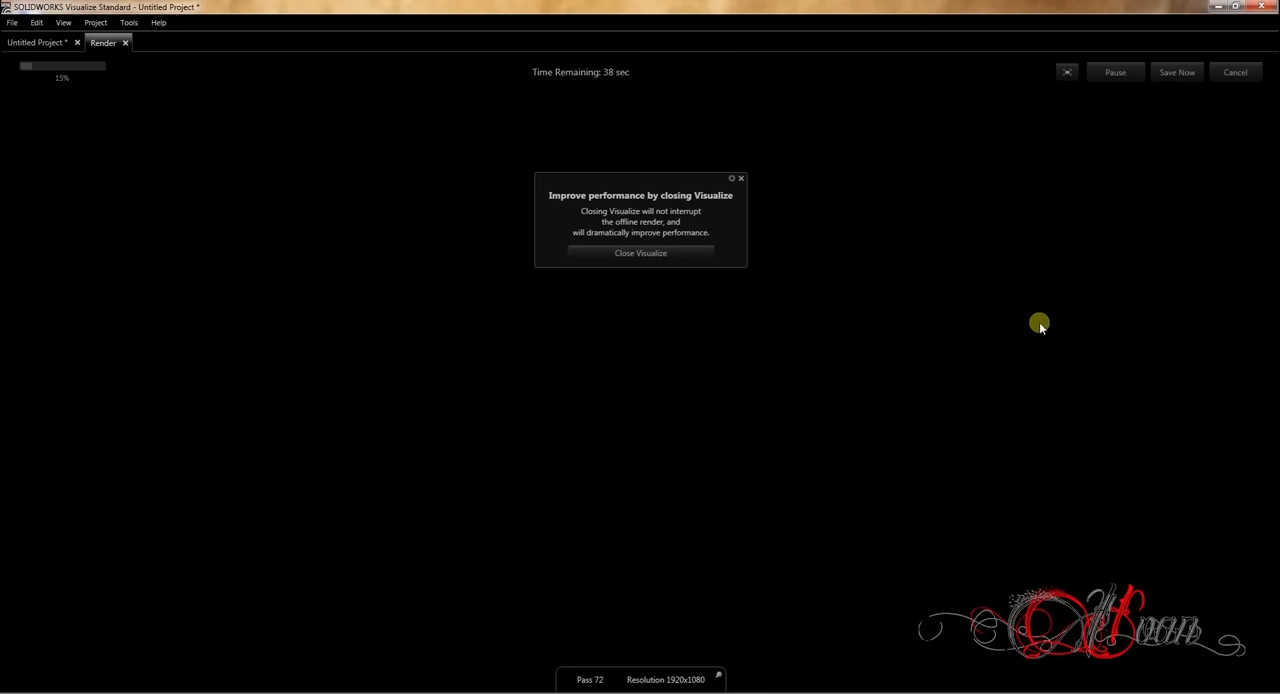 SOLIDWORKS Visualize Standard - Untitled Project *
File Edit View Project Tools Help
Untitled Project * Render
15%
Time Remaining: 38 sec
Pause Save Now Cancel
Improve performance by closing Visualize
Closing Visualize will not interrupt
the offline render, and
will dramatically improve performance.
Close Visualize
Pass 72 Resolution 1920x1080